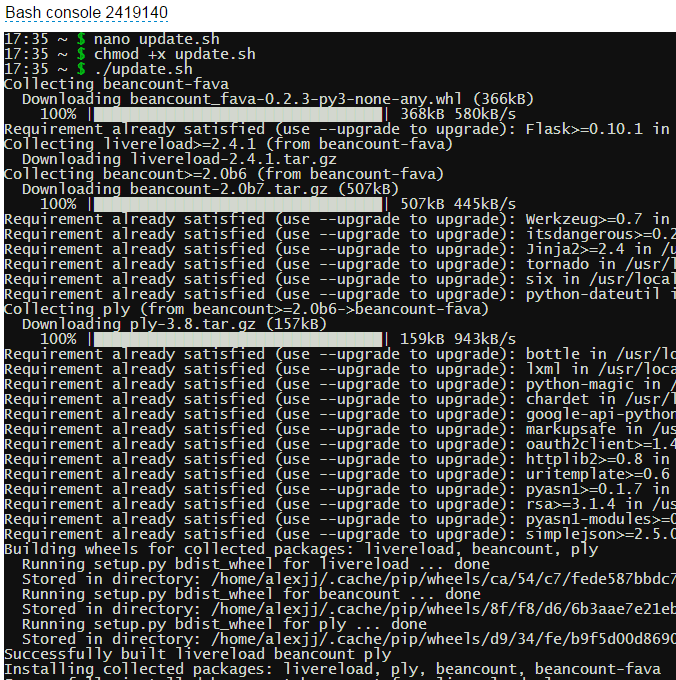 Bash console 2419140
17:35 ~ $ nano update.sh
17:35 ~ $ chmod +x update.sh
17:35 ~ $ ./update.sh
Collecting beancount-fava
  Downloading beancount_fava-0.2.3-py3-none-any.whl (366kB)
    100% |████████████████████████████████| 368kB 580kB/s
Requirement already satisfied (use --upgrade to upgrade): Flask>=0.10.1 in
Collecting livereload>=2.4.1 (from beancount-fava)
  Downloading livereload-2.4.1.tar.gz
Collecting beancount>=2.0b6 (from beancount-fava)
  Downloading beancount-2.0b7.tar.gz (507kB)
    100% |████████████████████████████████| 507kB 445kB/s
Requirement already satisfied (use --upgrade to upgrade): Werkzeug>=0.7 in
Requirement already satisfied (use --upgrade to upgrade): itsdangerous>=0.2
Requirement already satisfied (use --upgrade to upgrade): Jinja2>=2.4 in /u
Requirement already satisfied (use --upgrade to upgrade): tornado in /usr/l
Requirement already satisfied (use --upgrade to upgrade): six in /usr/local
Requirement already satisfied (use --upgrade to upgrade): python-dateutil i
Collecting ply (from beancount>=2.0b6->beancount-fava)
  Downloading ply-3.8.tar.gz (157kB)
    100% |████████████████████████████████| 159kB 943kB/s
Requirement already satisfied (use --upgrade to upgrade): bottle in /usr/lo
Requirement already satisfied (use --upgrade to upgrade): lxml in /usr/loca
Requirement already satisfied (use --upgrade to upgrade): python-magic in /
Requirement already satisfied (use --upgrade to upgrade): chardet in /usr/l
Requirement already satisfied (use --upgrade to upgrade): google-api-python
Requirement already satisfied (use --upgrade to upgrade): markupsafe in /us
Requirement already satisfied (use --upgrade to upgrade): oauth2client>=1.4
Requirement already satisfied (use --upgrade to upgrade): httplib2>=0.8 in
Requirement already satisfied (use --upgrade to upgrade): uritemplate>=0.6
Requirement already satisfied (use --upgrade to upgrade): pyasn1>=0.1.7 in
Requirement already satisfied (use --upgrade to upgrade): rsa>=3.1.4 in /us
Requirement already satisfied (use --upgrade to upgrade): pyasn1-modules>=0
Requirement already satisfied (use --upgrade to upgrade): simplejson>=2.5.0
Building wheels for collected packages: livereload, beancount, ply
  Running setup.py bdist_wheel for livereload ... done
  Stored in directory: /home/alexjj/.cache/pip/wheels/ca/54/c7/fede587bbdc7
  Running setup.py bdist_wheel for beancount ... done
  Stored in directory: /home/alexjj/.cache/pip/wheels/8f/f8/d6/6b3aae7e21eb
  Running setup.py bdist_wheel for ply ... done
  Stored in directory: /home/alexjj/.cache/pip/wheels/d9/34/fe/b9f5d00d8690
Successfully built livereload beancount ply
Installing collected packages: livereload, ply, beancount, beancount-fava